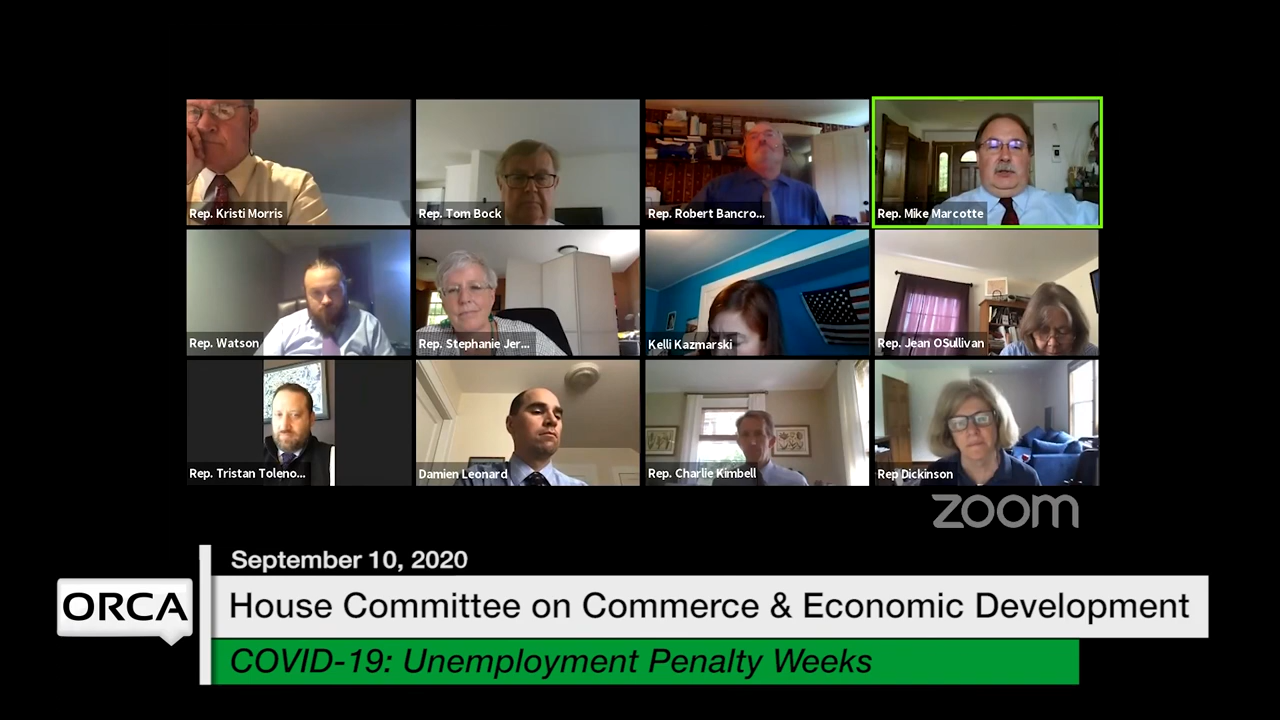 Rep. Kristi Morris
Rep. Tom Bock
Rep. Robert Bancro...
Rep. Mike Marcotte
Rep. Watson
Rep. Stephanie Jer...
Kelli Kazmarski
Rep. Jean OSullivan
Rep. Tristan Toleno...
Damien Leonard
Rep. Charlie Kimbell
Rep Dickinson
zoom
September 10, 2020
ORCA
House Committee on Commerce & Economic Development
COVID-19: Unemployment Penalty Weeks